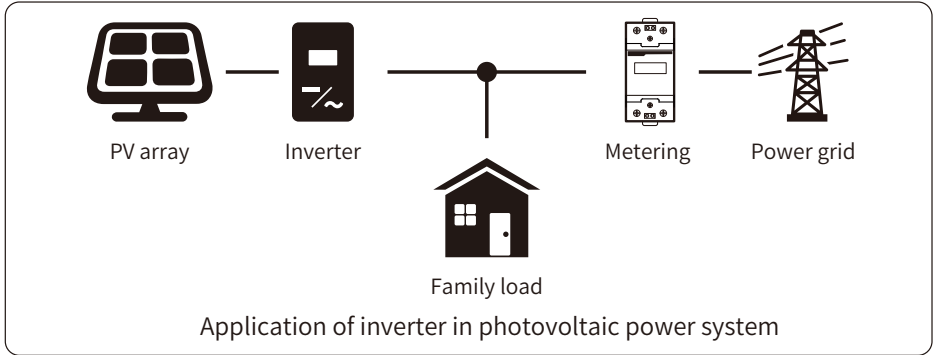 PV array
Inverter
Metering
Power grid
Family load
Application of inverter in photovoltaic power system